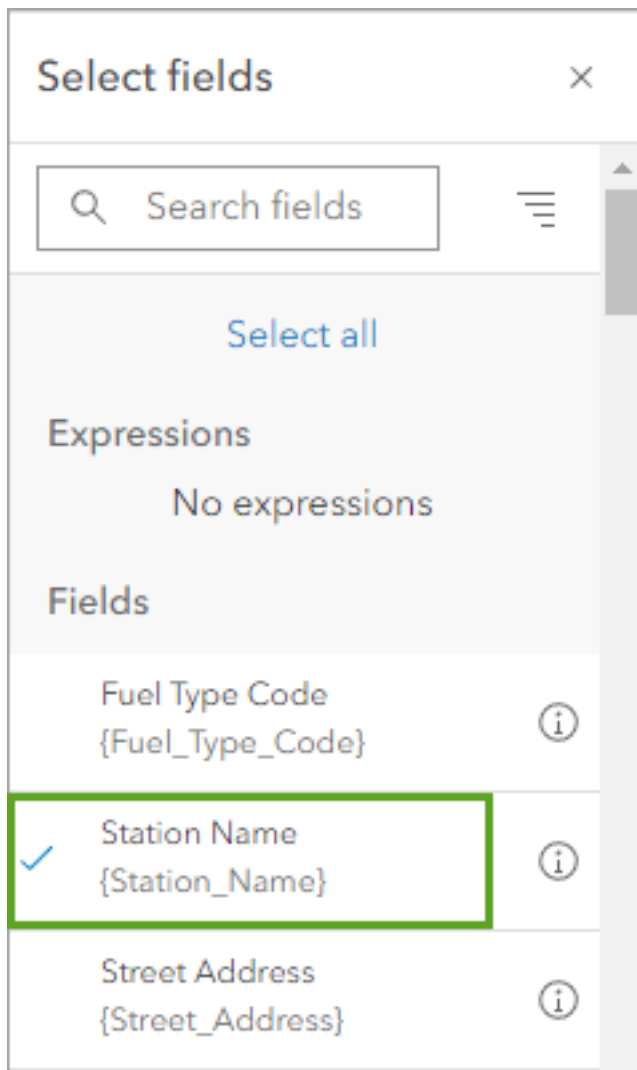 Select fields
Search fields
Select all
Expressions
No expressions
Fields
Fuel Type Code
{Fuel_Type_Code}
Station Name
{Station_Name}
Street Address
{Street_Address}